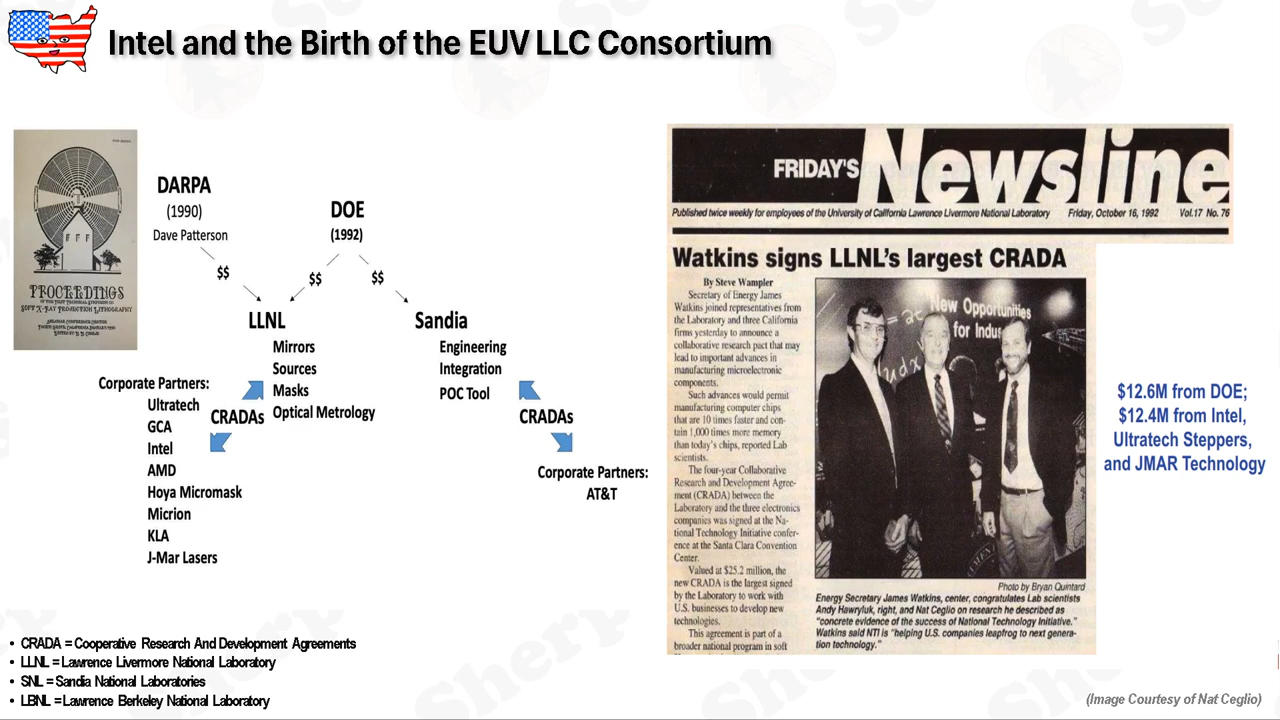 Intel and the Birth of the EUV LLC Consortium
PROCEEDINGS
OF THE FIRST TECHNICAL SYMPOSIUM ON
SOFT X-RAY PROJECTION LITHOGRAPHY
DARPA
(1990)
Dave Patterson
DOE
(1992)
$$
$$
$$
LLNL
Mirrors
Sources
Masks
Optical Metrology
Sandia
Engineering
Integration
POC Tool
Corporate Partners:
Ultratech
GCA
Intel
AMD
Hoya Micromask
Micrion
KLA
J-Mar Lasers
CRADAs
CRADAs
Corporate Partners:
AT&T
FRIDAY'S Newsline
Published twice weekly for employees of the University of California Lawrence Livermore National Laboratory Friday, October 16, 1992 Vol.17 No. 76
Watkins signs LLNL's largest CRADA
By Steve Wampler
Secretary of Energy James
Watkins joined representatives from
the Laboratory and three California
firms yesterday to announce a
collaborative research pact that may
lead to important advances in
manufacturing microelectronic
components.
Such advances would permit
manufacturing computer chips
that are 10 times faster and con-
tain 1,000 times more memory
than today's chips, reported Lab
scientists.
The four-year Collaborative
Research and Development Agree-
ment (CRADA) between the
Laboratory and the three electronics
companies was signed at the Na-
tional Technology Initiative confer-
ence at the Santa Clara Convention
Center.
Valued at $25.2 million, the
new CRADA is the largest signed
by the Laboratory to work with
U.S. businesses to develop new
technologies.
This agreement is part of a
broader national program in soft
New Opportunities
for Indus
Photo by Bryan Quintard
Energy Secretary James Watkins, center, congratulates Lab scientists
Andy Hawryluk, right, and Nat Ceglio on research he described as
"concrete evidence of the success of National Technology Initiative."
Watkins said NTI is "helping U.S. companies leapfrog to next genera-
tion technology."
$12.6M from DOE;
$12.4M from Intel,
Ultratech Steppers,
and JMAR Technology
• CRADA = Cooperative Research And Development Agreements
• LLNL = Lawrence Livermore National Laboratory
• SNL = Sandia National Laboratories
• LBNL = Lawrence Berkeley National Laboratory
(Image Courtesy of Nat Ceglio)
Sherry
Sherry